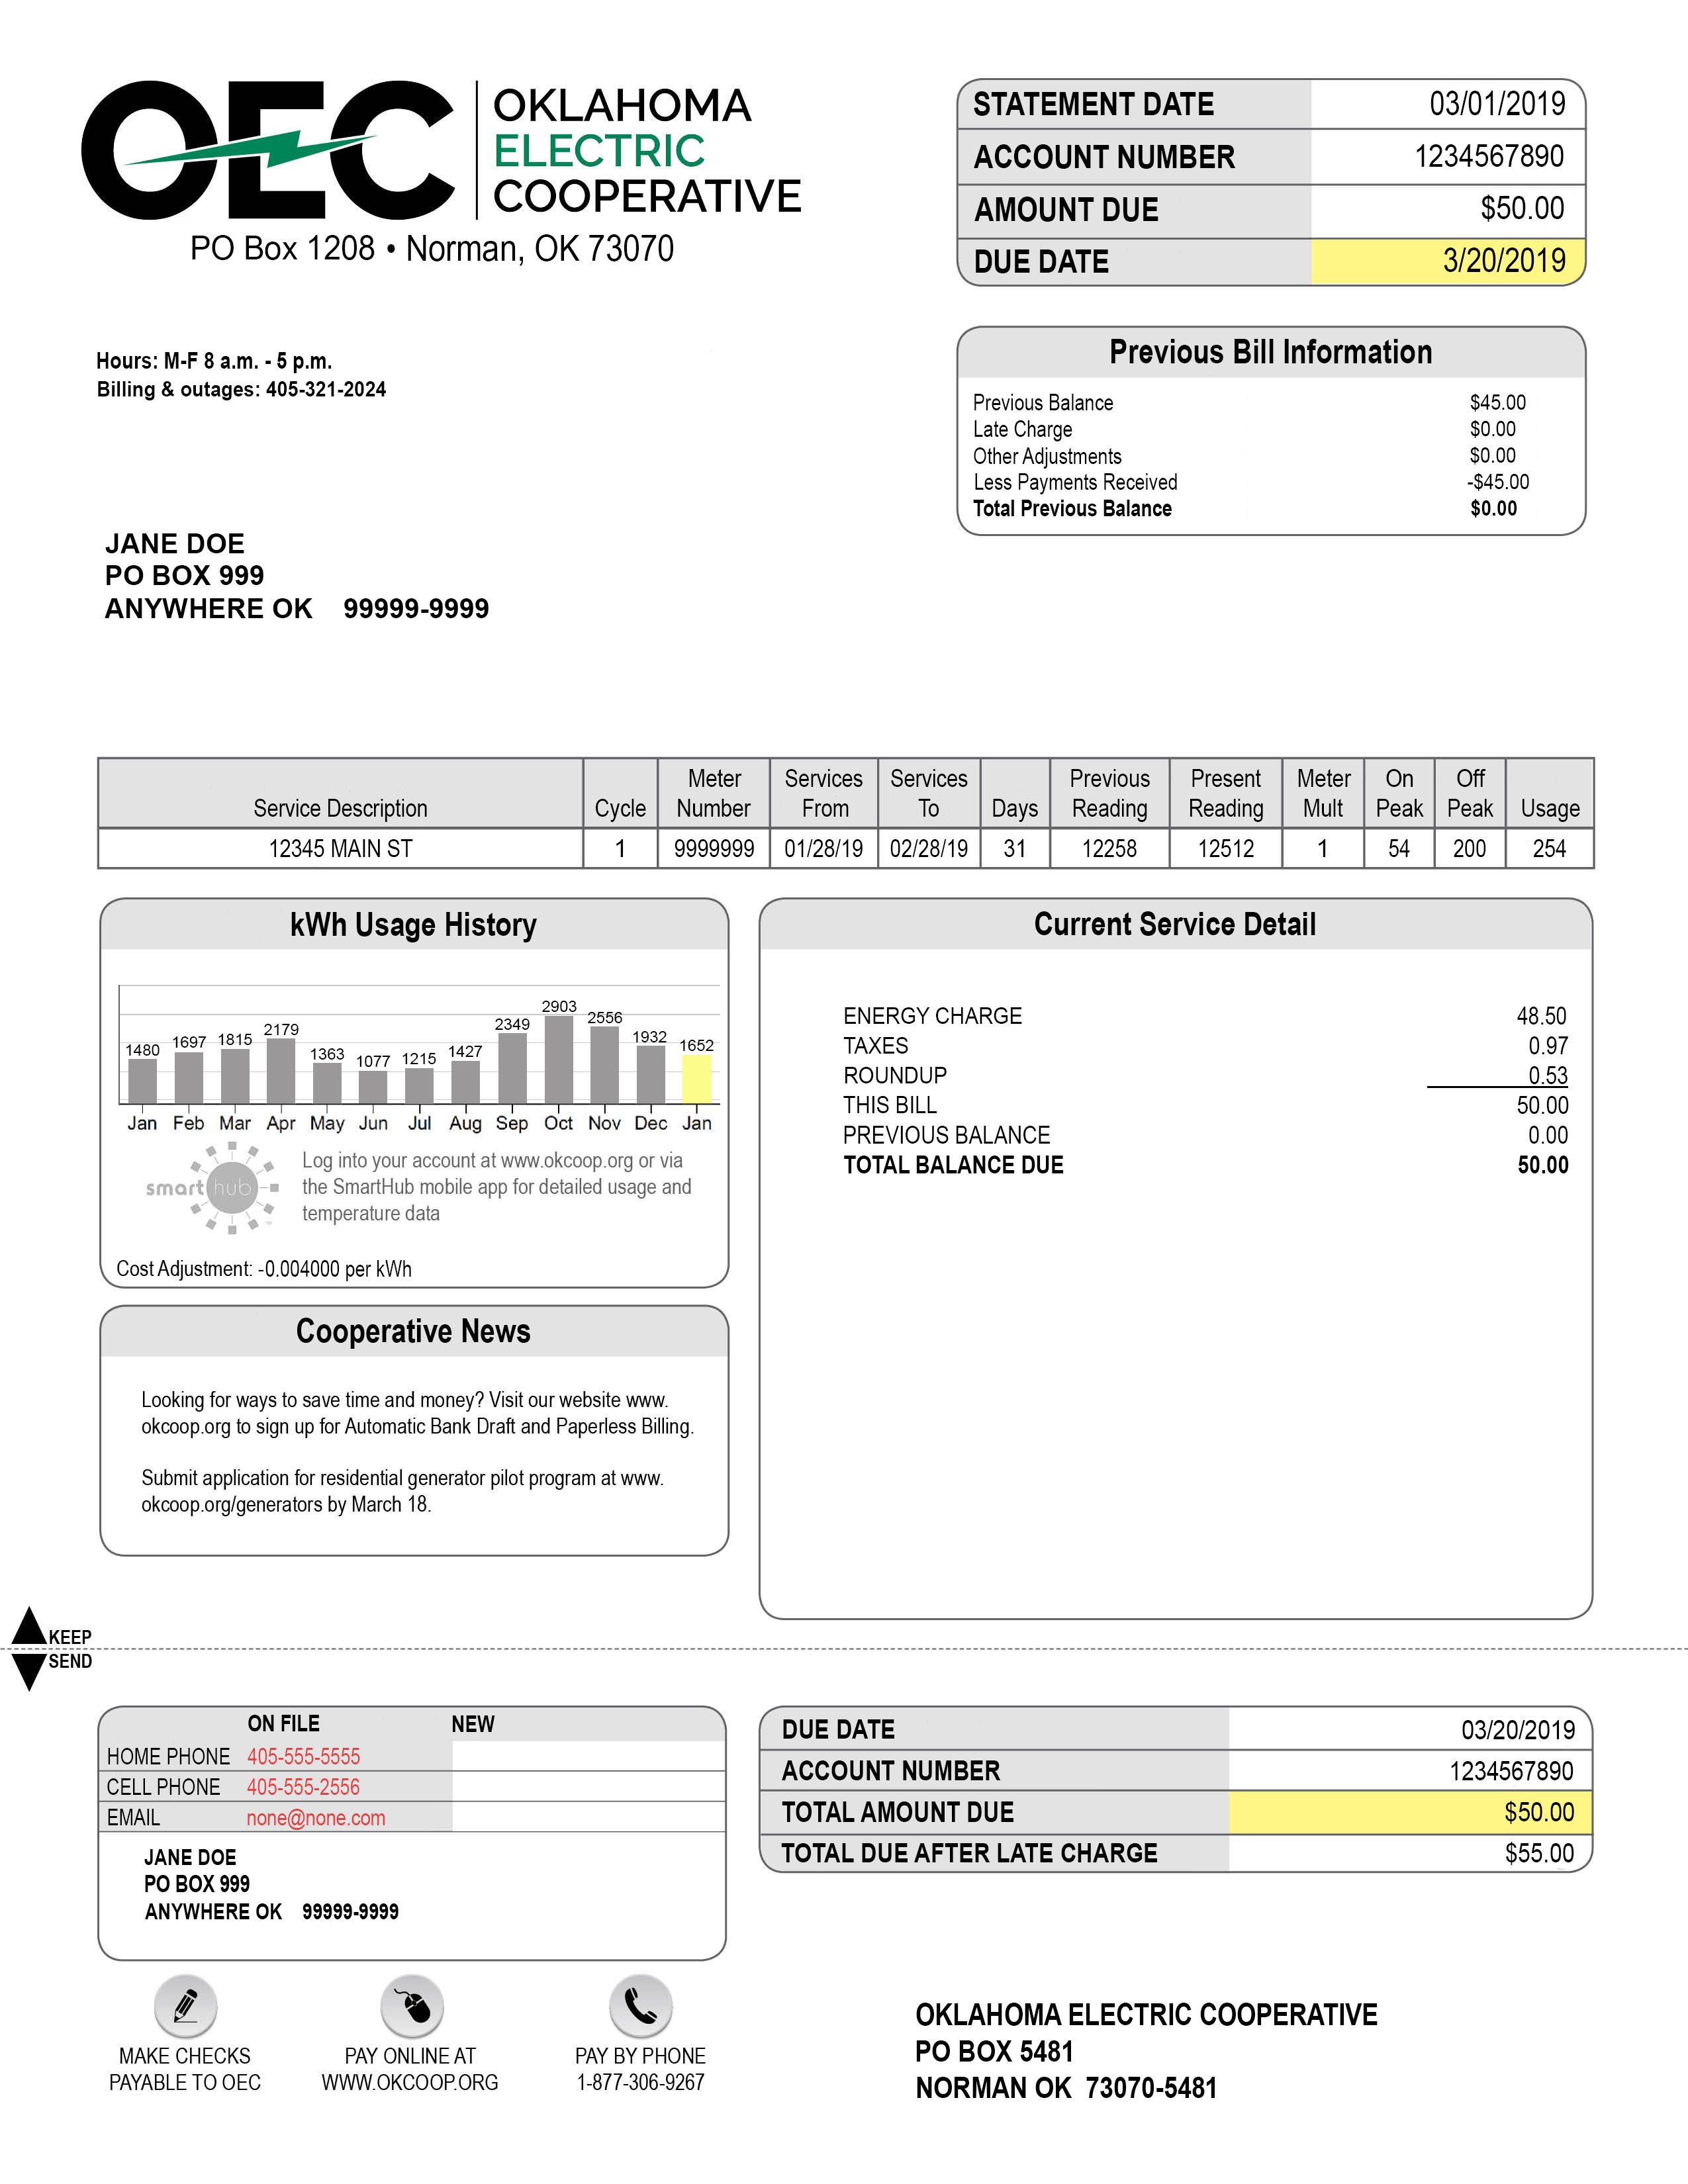 OEC
OKLAHOMA
ELECTRIC
COOPERATIVE
PO Box 1208 • Norman, OK 73070
STATEMENT DATE 03/01/2019
ACCOUNT NUMBER 1234567890
AMOUNT DUE $50.00
DUE DATE 3/20/2019
Hours: M-F 8 a.m. - 5 p.m.
Billing & outages: 405-321-2024
Previous Bill Information
Previous Balance $45.00
Late Charge $0.00
Other Adjustments $0.00
Less Payments Received -$45.00
Total Previous Balance $0.00
JANE DOE
PO BOX 999
ANYWHERE OK 99999-9999
Meter Services Services Previous Present Meter On Off
Service Description Cycle Number From To Days Reading Reading Mult Peak Peak Usage
12345 MAIN ST 1 9999999 01/28/19 02/28/19 31 12258 12512 1 54 200 254
kWh Usage History
1480 1697 1815 2179 1363 1077 1215 1427 2349 2903 2556 1932 1652
Jan Feb Mar Apr May Jun Jul Aug Sep Oct Nov Dec Jan
smart hub ™
Log into your account at www.okcoop.org or via
the SmartHub mobile app for detailed usage and
temperature data
Cost Adjustment: -0.004000 per kWh
Current Service Detail
ENERGY CHARGE 48.50
TAXES 0.97
ROUNDUP 0.53
THIS BILL 50.00
PREVIOUS BALANCE 0.00
TOTAL BALANCE DUE 50.00
Cooperative News
Looking for ways to save time and money? Visit our website www.
okcoop.org to sign up for Automatic Bank Draft and Paperless Billing.
Submit application for residential generator pilot program at www.
okcoop.org/generators by March 18.
KEEP
SEND
ON FILE NEW
HOME PHONE 405-555-5555
CELL PHONE 405-555-2556
EMAIL none@none.com
JANE DOE
PO BOX 999
ANYWHERE OK 99999-9999
DUE DATE 03/20/2019
ACCOUNT NUMBER 1234567890
TOTAL AMOUNT DUE $50.00
TOTAL DUE AFTER LATE CHARGE $55.00
MAKE CHECKS
PAYABLE TO OEC
PAY ONLINE AT
WWW.OKCOOP.ORG
PAY BY PHONE
1-877-306-9267
OKLAHOMA ELECTRIC COOPERATIVE
PO BOX 5481
NORMAN OK 73070-5481